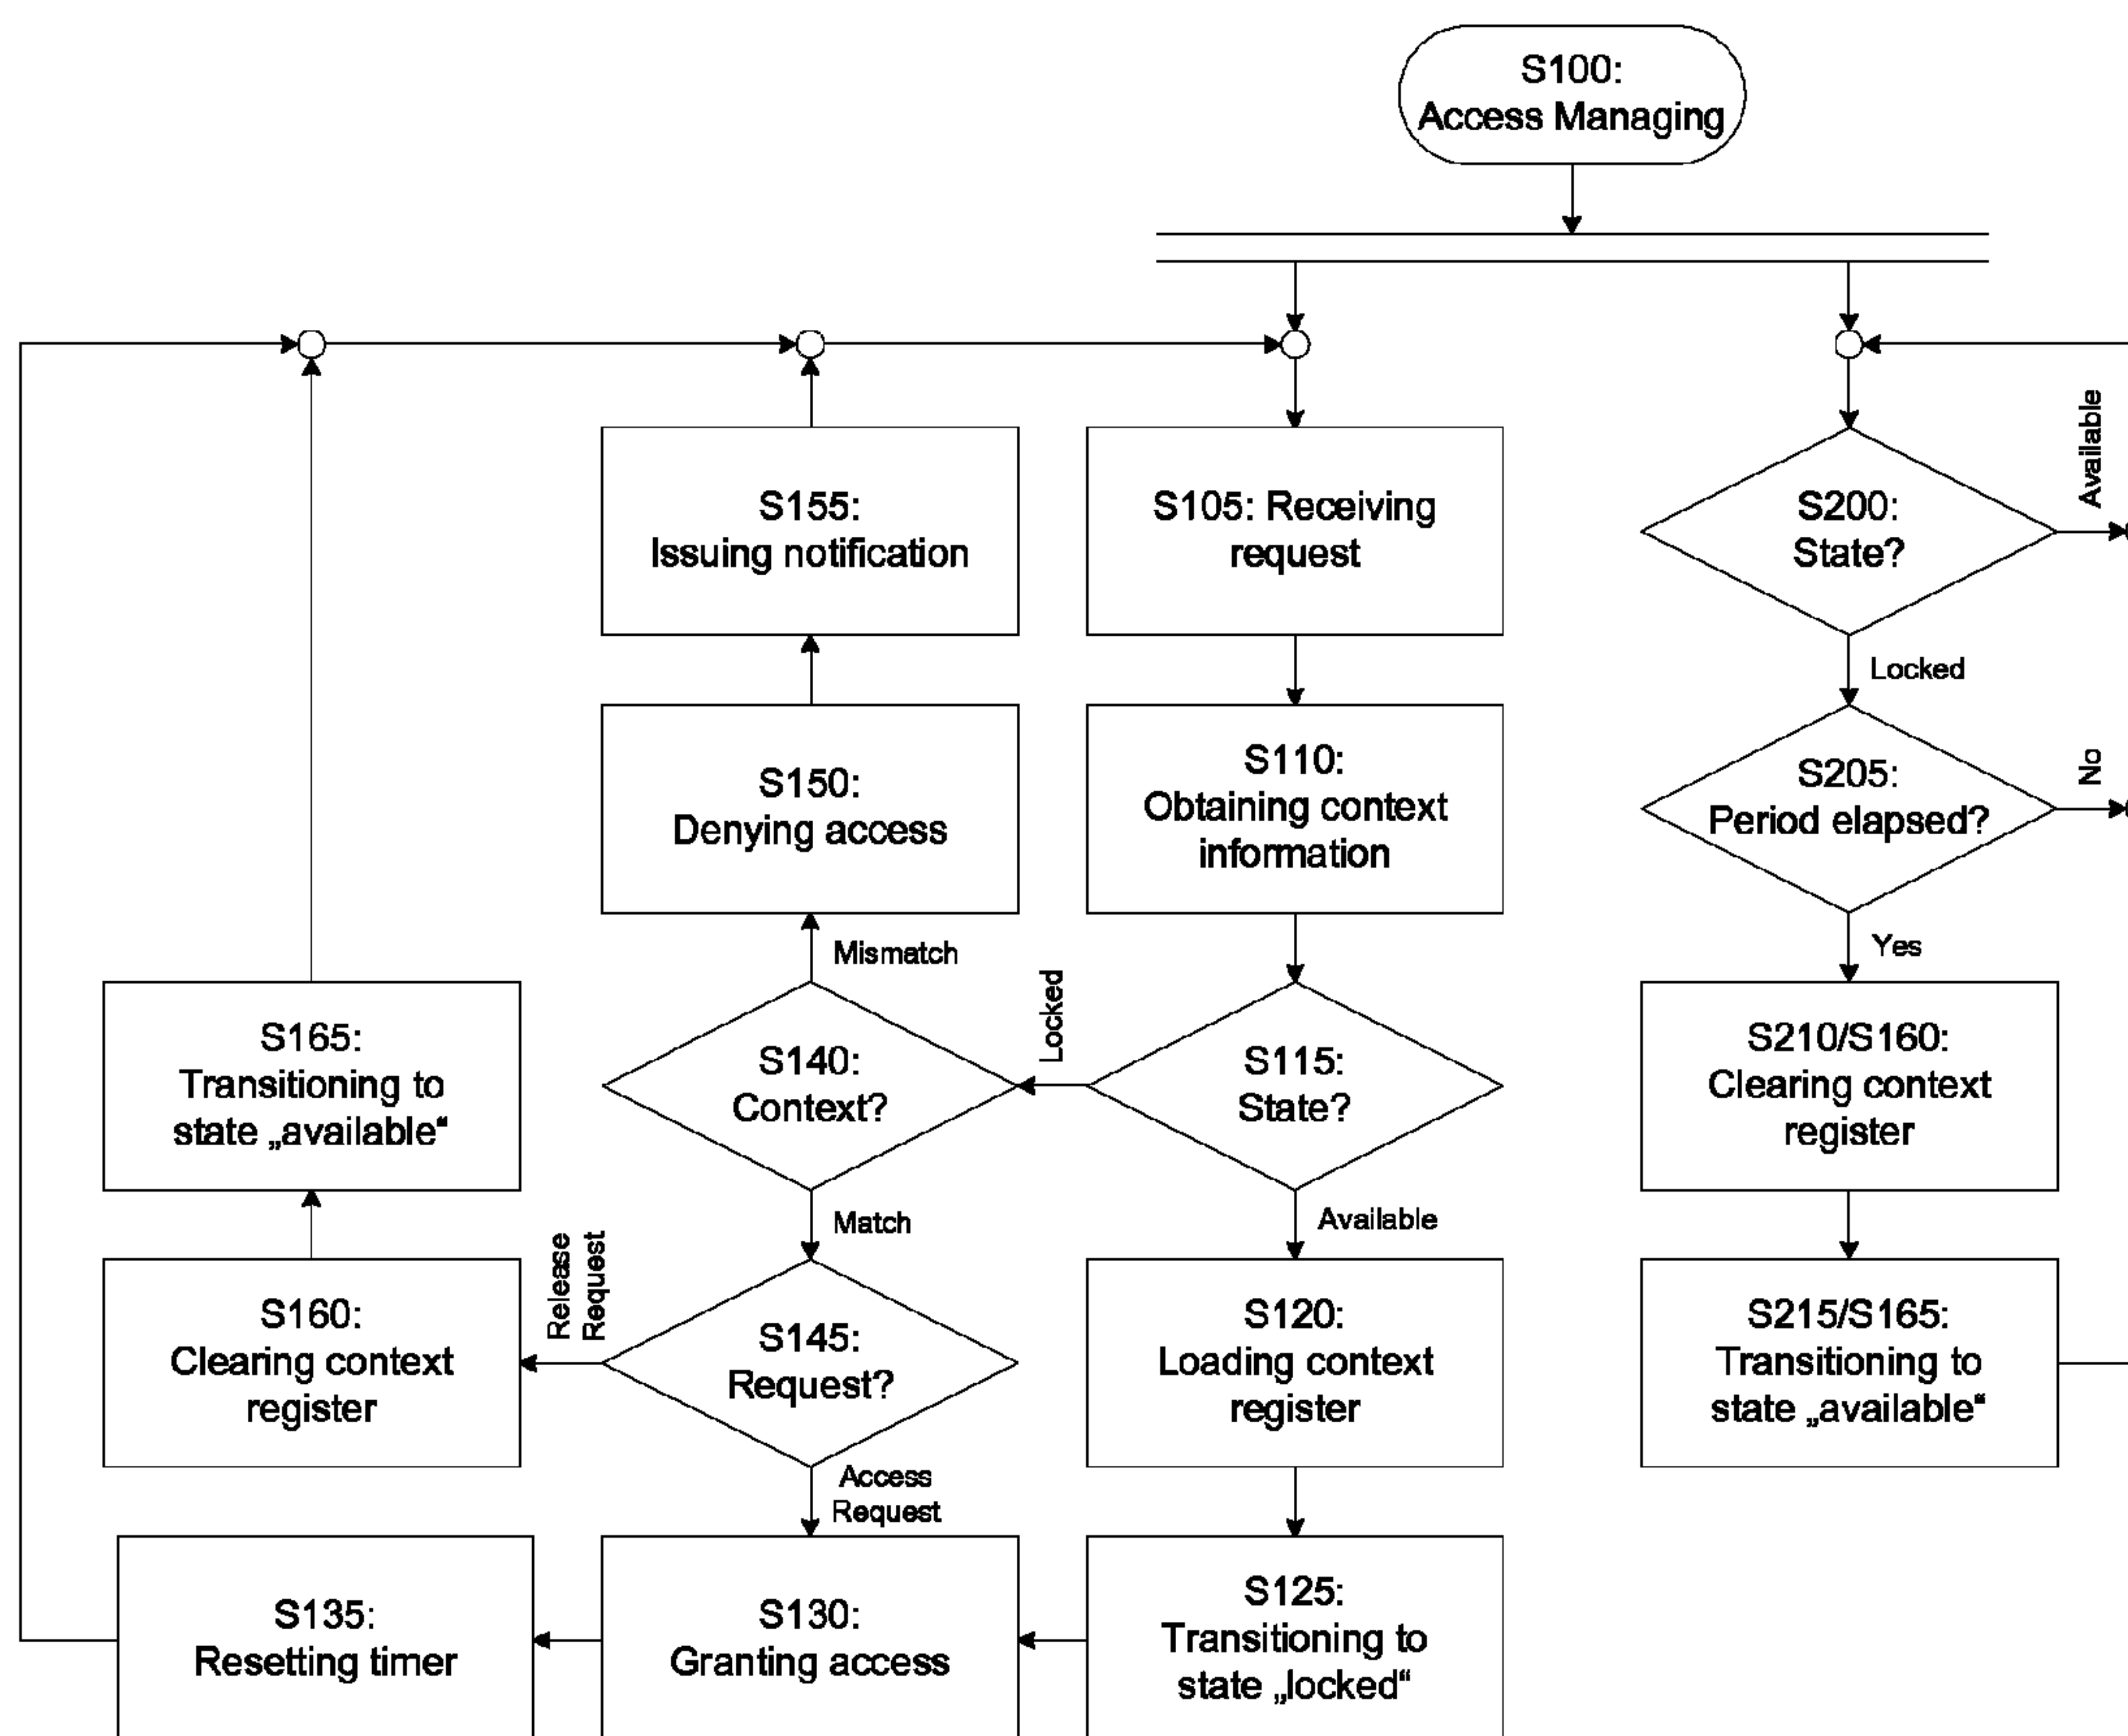 S100:
Access Managing
S155:
Issuing notification
S105: Receiving
request
S200:
State?
Available
Locked
S150:
Denying access
S110:
Obtaining context
information
S205:
Period elapsed?
No
Yes
Mismatch
Locked
S165:
Transitioning to
state „available“
S140:
Context?
S115:
State?
S210/S160:
Clearing context
register
Match
Available
Release
Request
S160:
Clearing context
register
S145:
Request?
S120:
Loading context
register
S215/S165:
Transitioning to
state „available“
Access
Request
S135:
Resetting timer
S130:
Granting access
S125:
Transitioning to
state „locked“